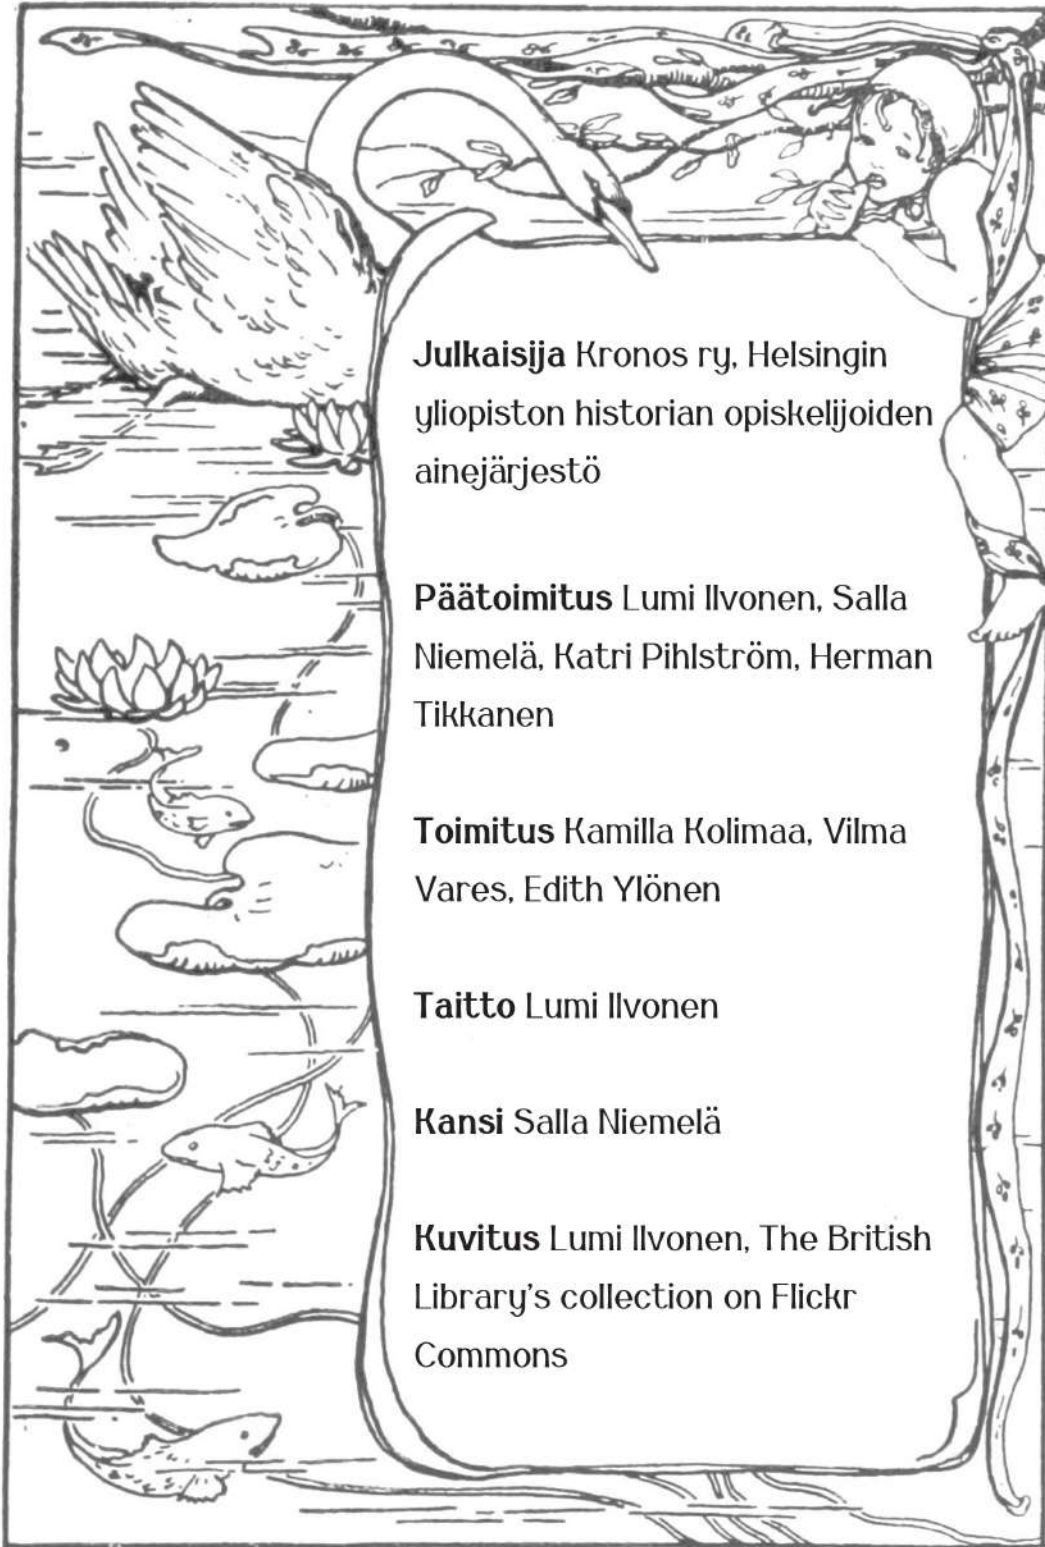 Julkaisija Kronos ry, Helsingin
yliopiston historian opiskelijoiden
ainejärjestö
Päätoimitus Lumi Ilvonen, Salla
Niemelä, Katri Pihlström, Herman
Tikkanen
Toimitus Kamilla Kolimaa, Vilma
Vares, Edith Ylönen
Taitto Lumi Ilvonen
Kansi Salla Niemelä
Kuvitus Lumi Ilvonen, The British
Library’s collection on Flickr
Commons